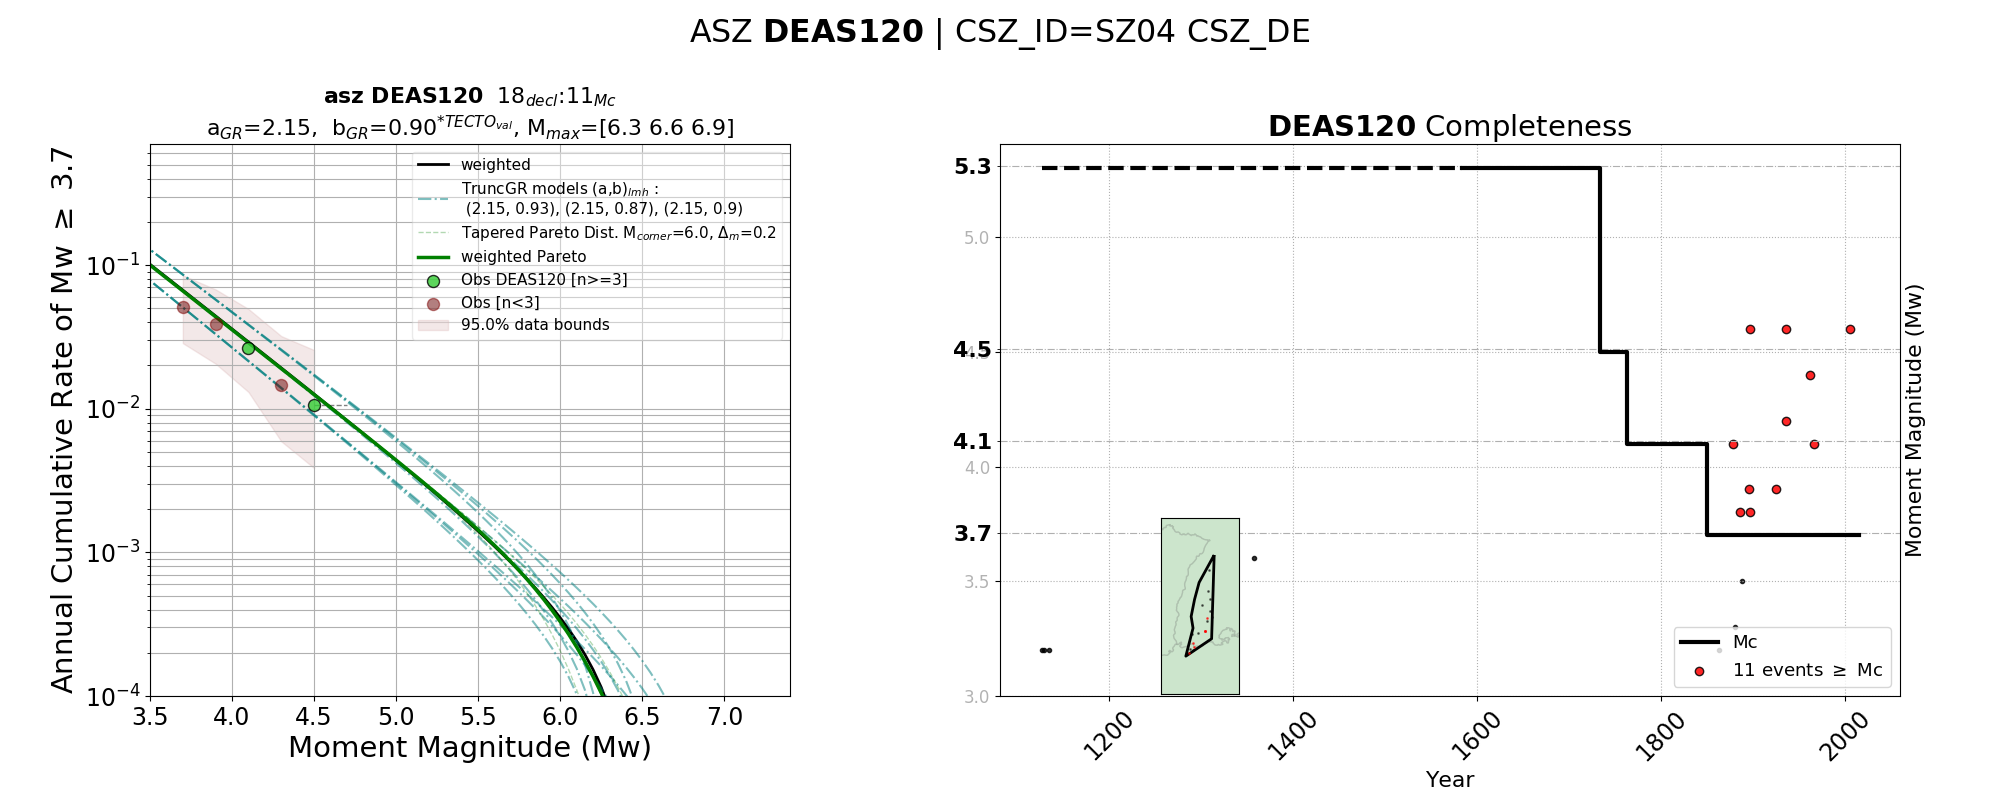 ASZ DEAS120 | CSZ_ID=SZ04 CSZ_DE
asz DEAS120 18decl:11Mc
aGR=2.15, bGR=0.90*TECTOval, Mmax=[6.3 6.6 6.9]
Annual Cumulative Rate of Mw ≥ 3.7
10−1
10−2
10−3
10−4
weighted
TruncGR models (a,b)lmh :
(2.15, 0.93), (2.15, 0.87), (2.15, 0.9)
Tapered Pareto Dist. Mcorner=6.0, Δm=0.2
weighted Pareto
Obs DEAS120 [n>=3]
Obs [n<3]
95.0% data bounds
3.5 4.0 4.5 5.0 5.5 6.0 6.5 7.0
Moment Magnitude (Mw)
DEAS120 Completeness
5.3
5.0
4.5
4.5
4.1
4.0
3.7
3.5
3.0
Moment Magnitude (Mw)
Mc
11 events ≥ Mc
1200 1400 1600 1800 2000
Year